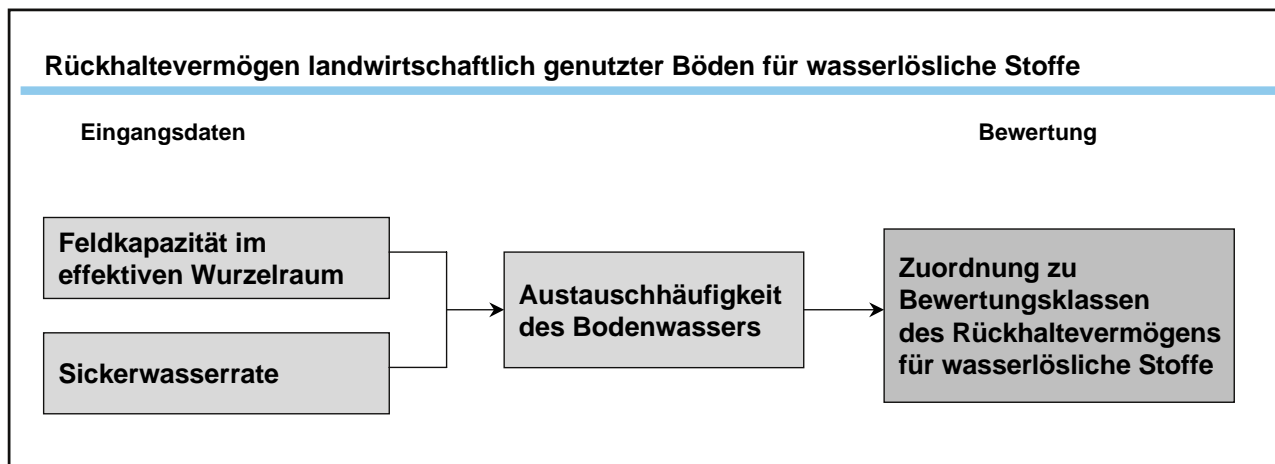 Rückhaltevermögen landwirtschaftlich genutzter Böden für wasserlösliche Stoffe
Eingangsdaten
Bewertung
Feldkapazität im
effektiven Wurzelraum
Sickerwasserrate
Austauschhäufigkeit
des Bodenwassers
Zuordnung zu
Bewertungsklassen
des Rückhaltevermögens
für wasserlösliche Stoffe